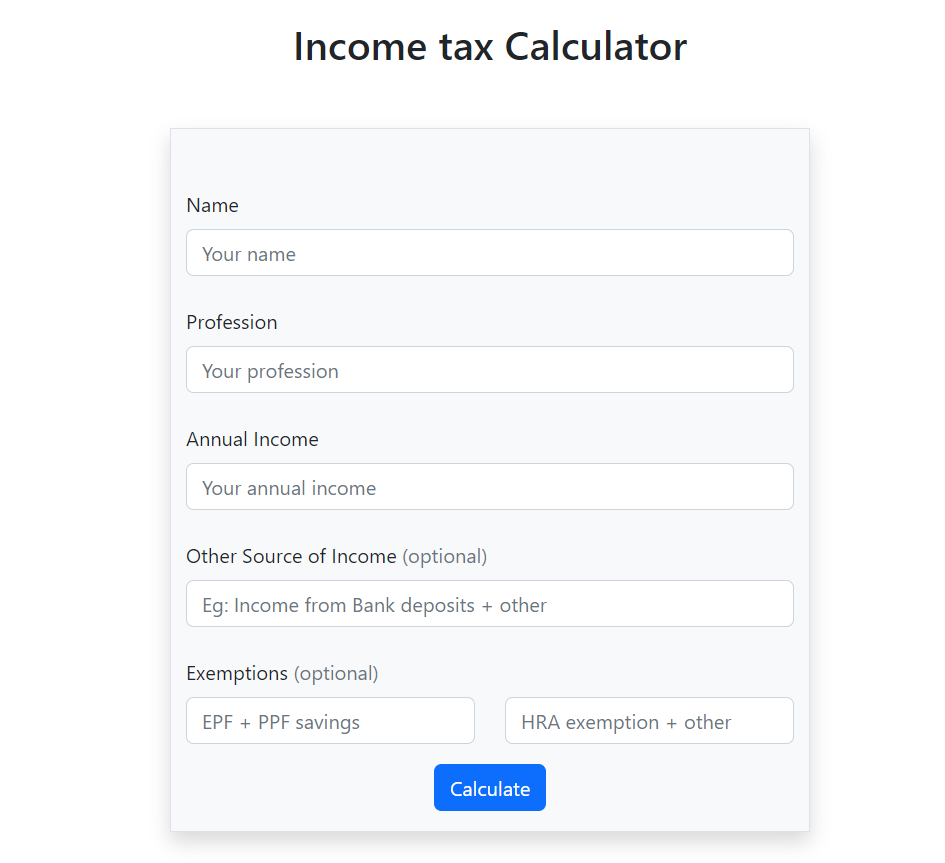 Income tax Calculator
Name
Your name
Profession
Your profession
Annual Income
Your annual income
Other Source of Income (optional)
Eg: Income from Bank deposits + other
Exemptions (optional)
EPF + PPF savings
HRA exemption + other
Calculate